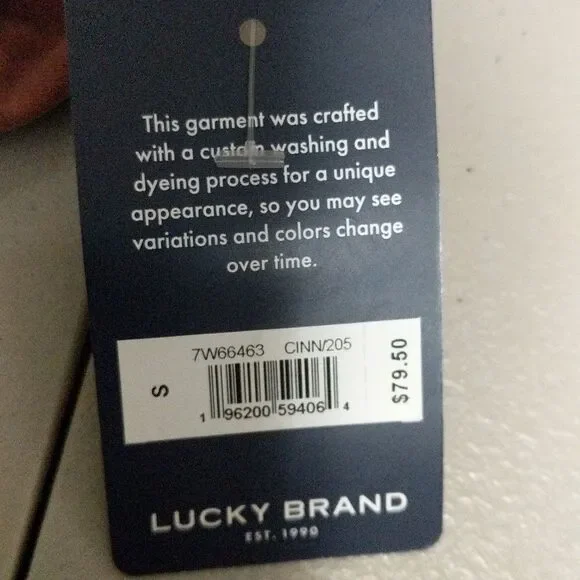 This garment was crafted
with a custom washing and
dyeing process for a unique
appearance, so you may see
variations and colors change
over time.
7W66463 CINN/205
S
$79.50
1 96200 59406 4
LUCKY BRAND
EST. 1990